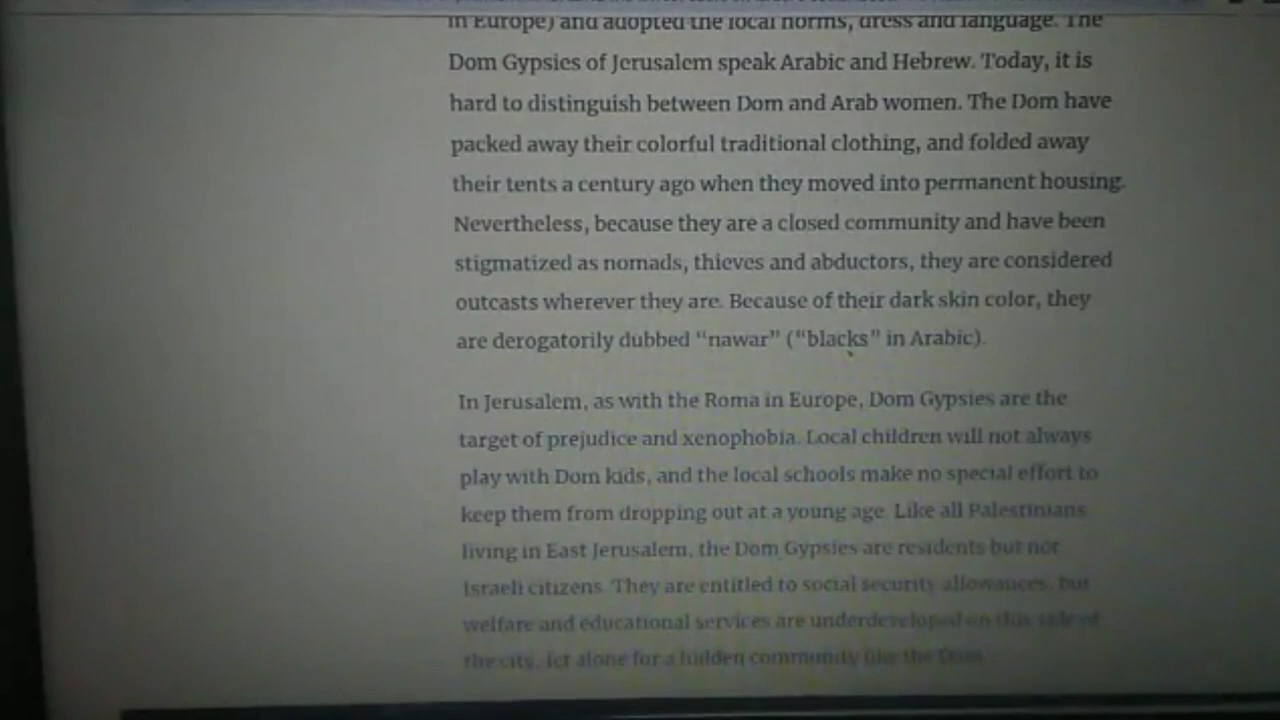 in Europe) and adopted the local norms, dress and language. The
Dom Gypsies of Jerusalem speak Arabic and Hebrew. Today, it is
hard to distinguish between Dom and Arab women. The Dom have
packed away their colorful traditional clothing, and folded away
their tents a century ago when they moved into permanent housing.
Nevertheless, because they are a closed community and have been
stigmatized as nomads, thieves and abductors, they are considered
outcasts wherever they are. Because of their dark skin color, they
are derogatorily dubbed “nawar” (“blacks” in Arabic).
In Jerusalem, as with the Roma in Europe, Dom Gypsies are the
target of prejudice and xenophobia. Local children will not always
play with Dom kids, and the local schools make no special effort to
keep them from dropping out at a young age. Like all Palestinians
living in East Jerusalem, the Dom Gypsies are residents but not
Israeli citizens. They are entitled to social security allowances, but
welfare and educational services are underdeveloped on this side of
the city, let alone for a hidden community like the Dom.